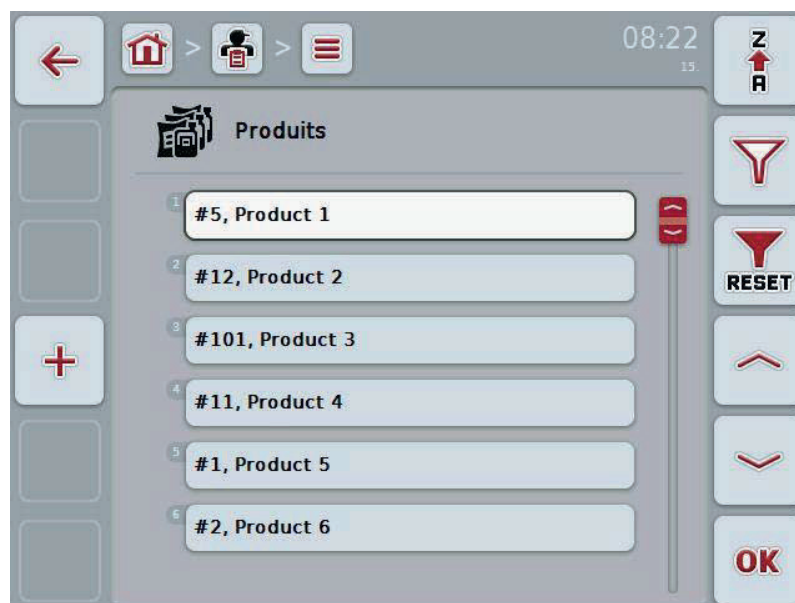 08:22
15.
Z
A
Produits
1
#5, Product 1
2
#12, Product 2
RESET
3
#101, Product 3
4
#11, Product 4
5
#1, Product 5
6
#2, Product 6
OK